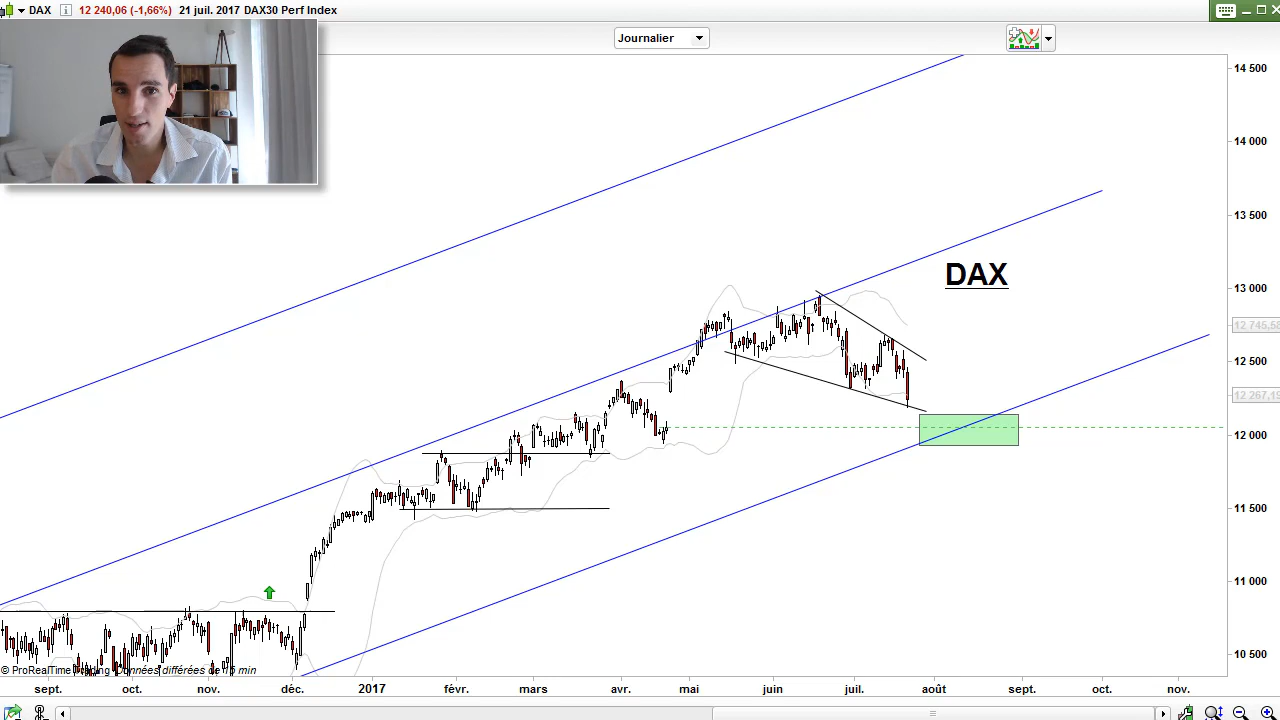 DAX 12 240,06 (-1,66%) 21 juil. 2017 DAX30 Perf Index
Journalier
14 500
14 000
13 500
DAX
13 000
12 745,58
12 500
12 267,19
12 000
11 500
11 000
10 500
© ProRealTime Trading Données différées de 15 min
sept. oct. nov. déc. 2017 févr. mars avr. mai juin juil. août sept. oct. nov.